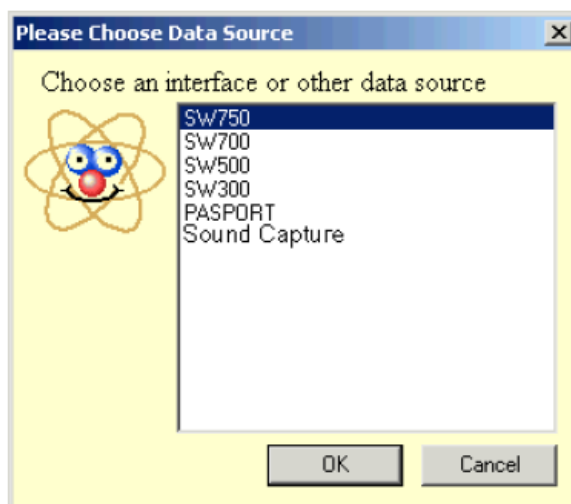 Please Choose Data Source
Choose an interface or other data source
SW750
SW700
SW500
SW300
PASPORT
Sound Capture
OK Cancel